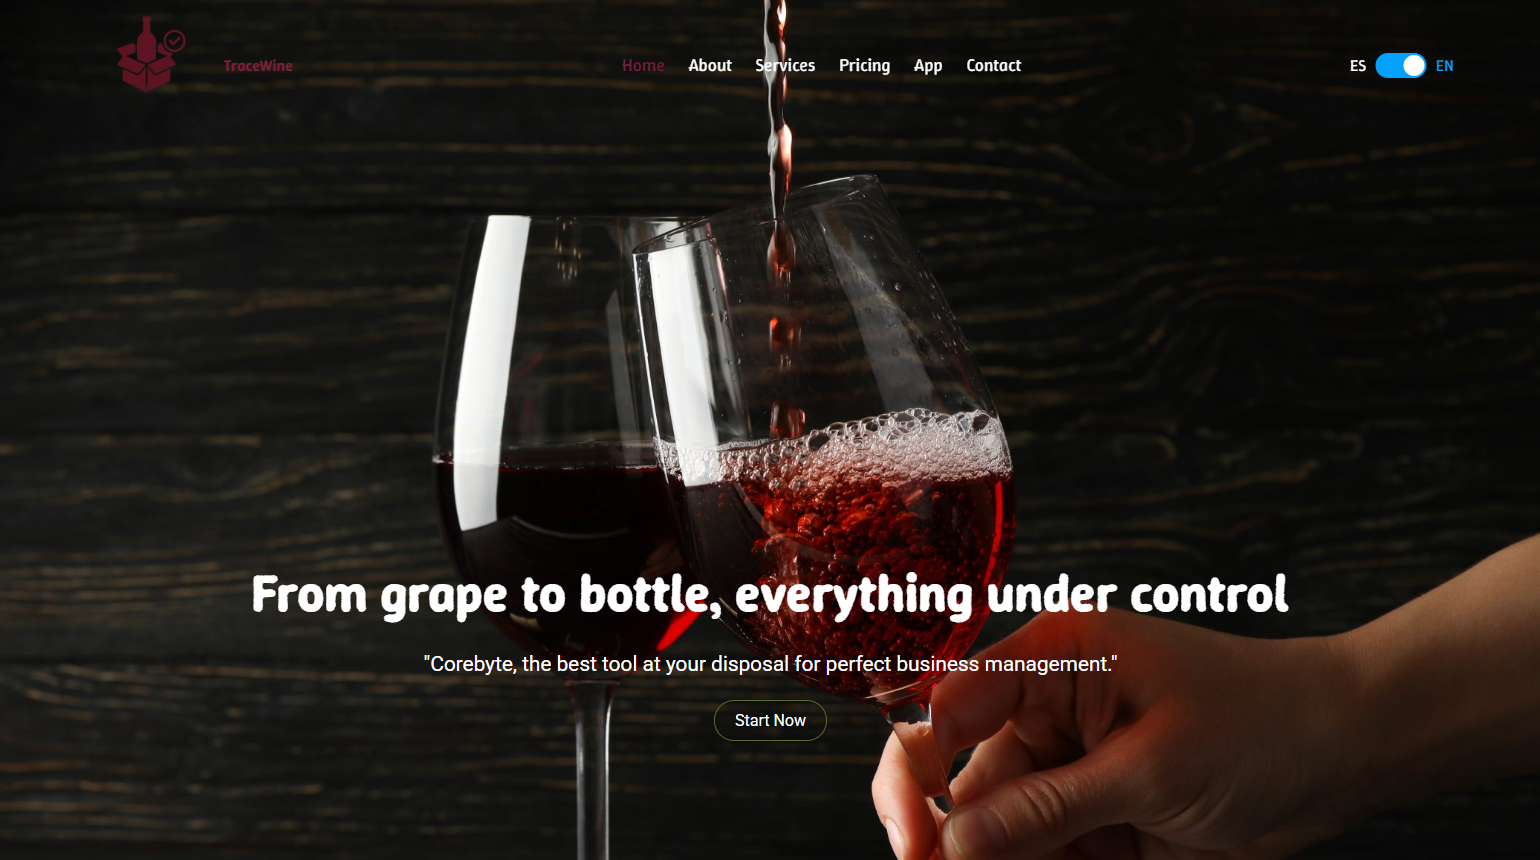 TraceWine
Home About Services Pricing App Contact
ES EN
From grape to bottle, everything under control
"Corebyte, the best tool at your disposal for perfect business management."
Start Now